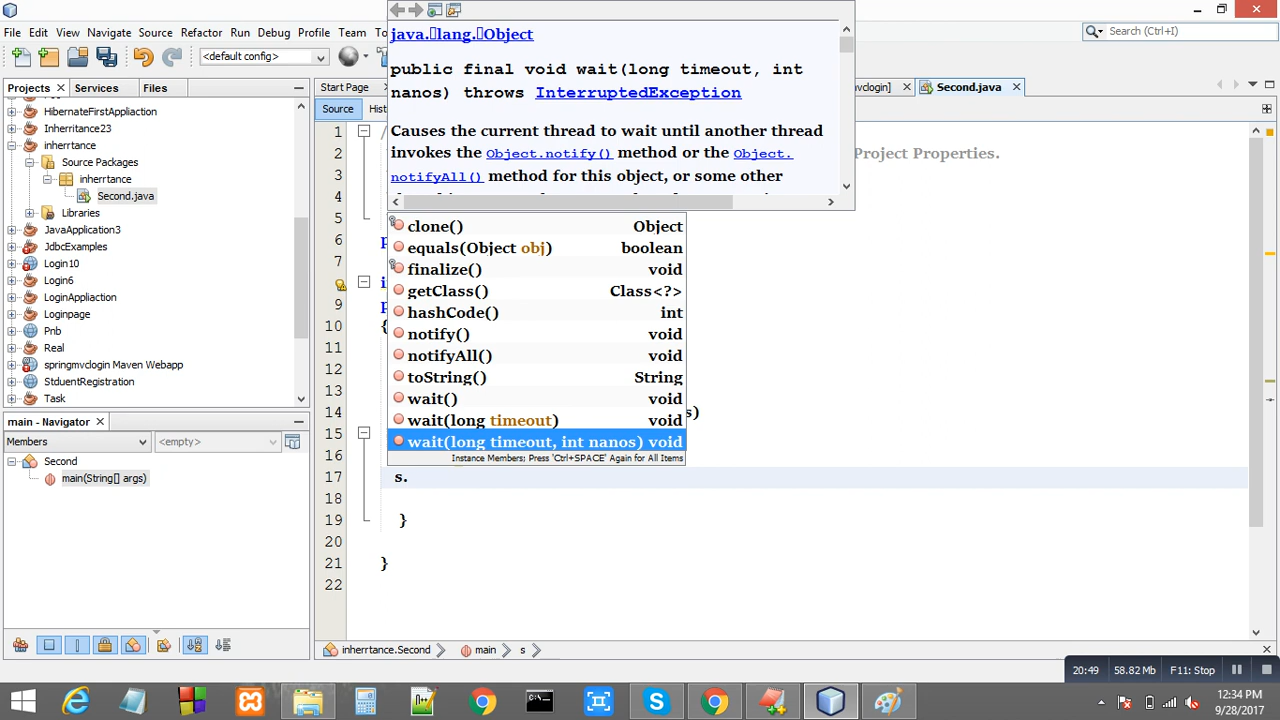 java.▯lang.▯Object
File Edit View Navigate Source Refactor Run Debug Profile Team To
Search (Ctrl+I)
public final void wait(long timeout, int
nanos) throws InterruptedException
<default config>
Projects Services Files
Start Page
vclogin] Second.java
Source Hist
HibernateFirstAppliaction
Inherritance23
inherrtance
Source Packages
inherrtance
Second.java
Libraries
JavaApplication3
JdbcExamples
Login10
Login6
LoginAppliaction
Loginpage
Pnb
Real
springmvclogin Maven Webapp
StduentRegistration
Task
Causes the current thread to wait until another thread
invokes the Object.notify() method or the Object.
notifyAll() method for this object, or some other
Project Properties.
1 /
2
3
4
5
6 p
7
i
9 p
10 {
11
12
13
14 s)
15
16
17 s.
18
19 }
20
21 }
22
clone() Object
equals(Object obj) boolean
finalize() void
getClass() Class<?>
hashCode() int
notify() void
notifyAll() void
toString() String
wait() void
wait(long timeout) void
wait(long timeout, int nanos) void
Instance Members; Press 'Ctrl+SPACE' Again for All Items
main - Navigator
Members <empty>
Second
main(String[] args)
inherrtance.Second main s
20:49 58.82 Mb F11: Stop
12:34 PM
9/28/2017